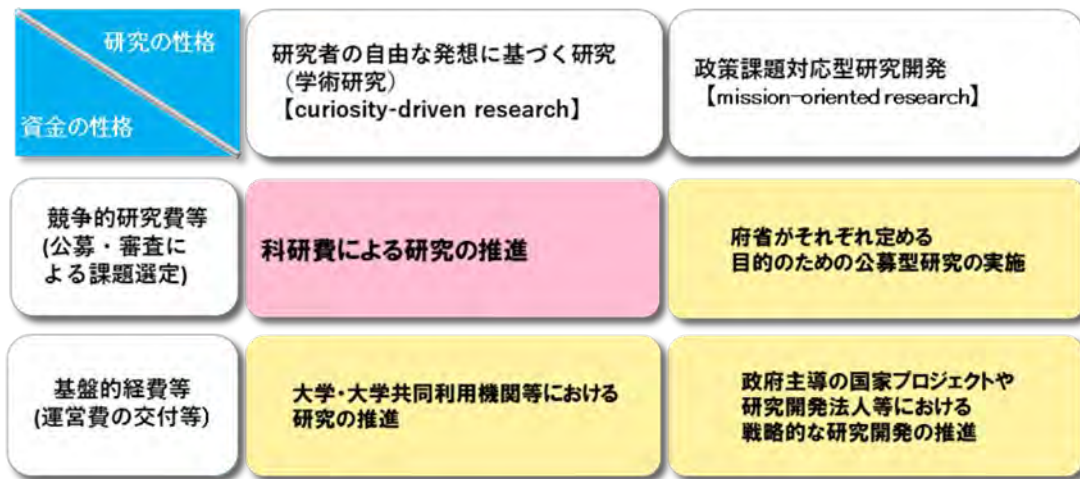 研究の性格
資金の性格
研究者の自由な発想に基づく研究
（学術研究）
【curiosity-driven research】
政策課題対応型研究開発
【mission-oriented research】
競争的研究費等
(公募・審査に
よる課題選定)
科研費による研究の推進
府省がそれぞれ定める
目的のための公募型研究の実施
基盤的経費等
(運営費の交付等)
大学・大学共同利用機関等における
研究の推進
政府主導の国家プロジェクトや
研究開発法人等における
戦略的な研究開発の推進